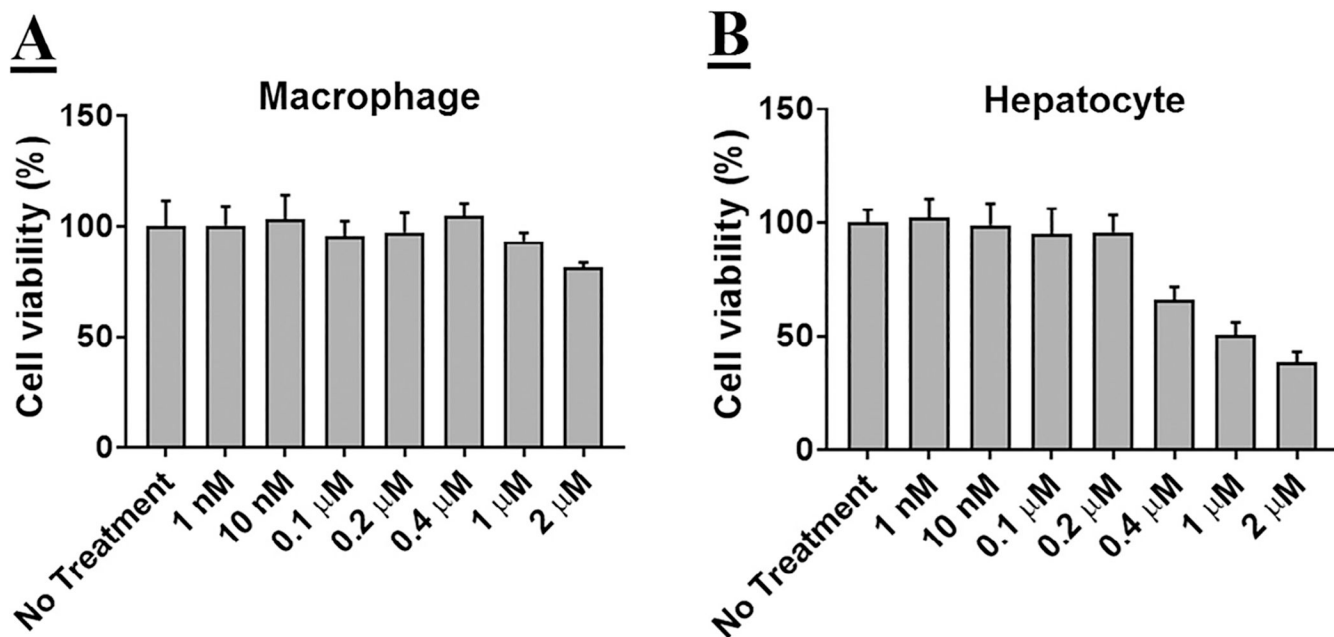 A
Macrophage
Cell viability (%)
150
100
50
0
No Treatment
1 nM
10 nM
0.1 μM
0.2 μM
0.4 μM
1 μM
2 μM
B
Hepatocyte
Cell viability (%)
150
100
50
0
No Treatment
1 nM
10 nM
0.1 μM
0.2 μM
0.4 μM
1 μM
2 μM